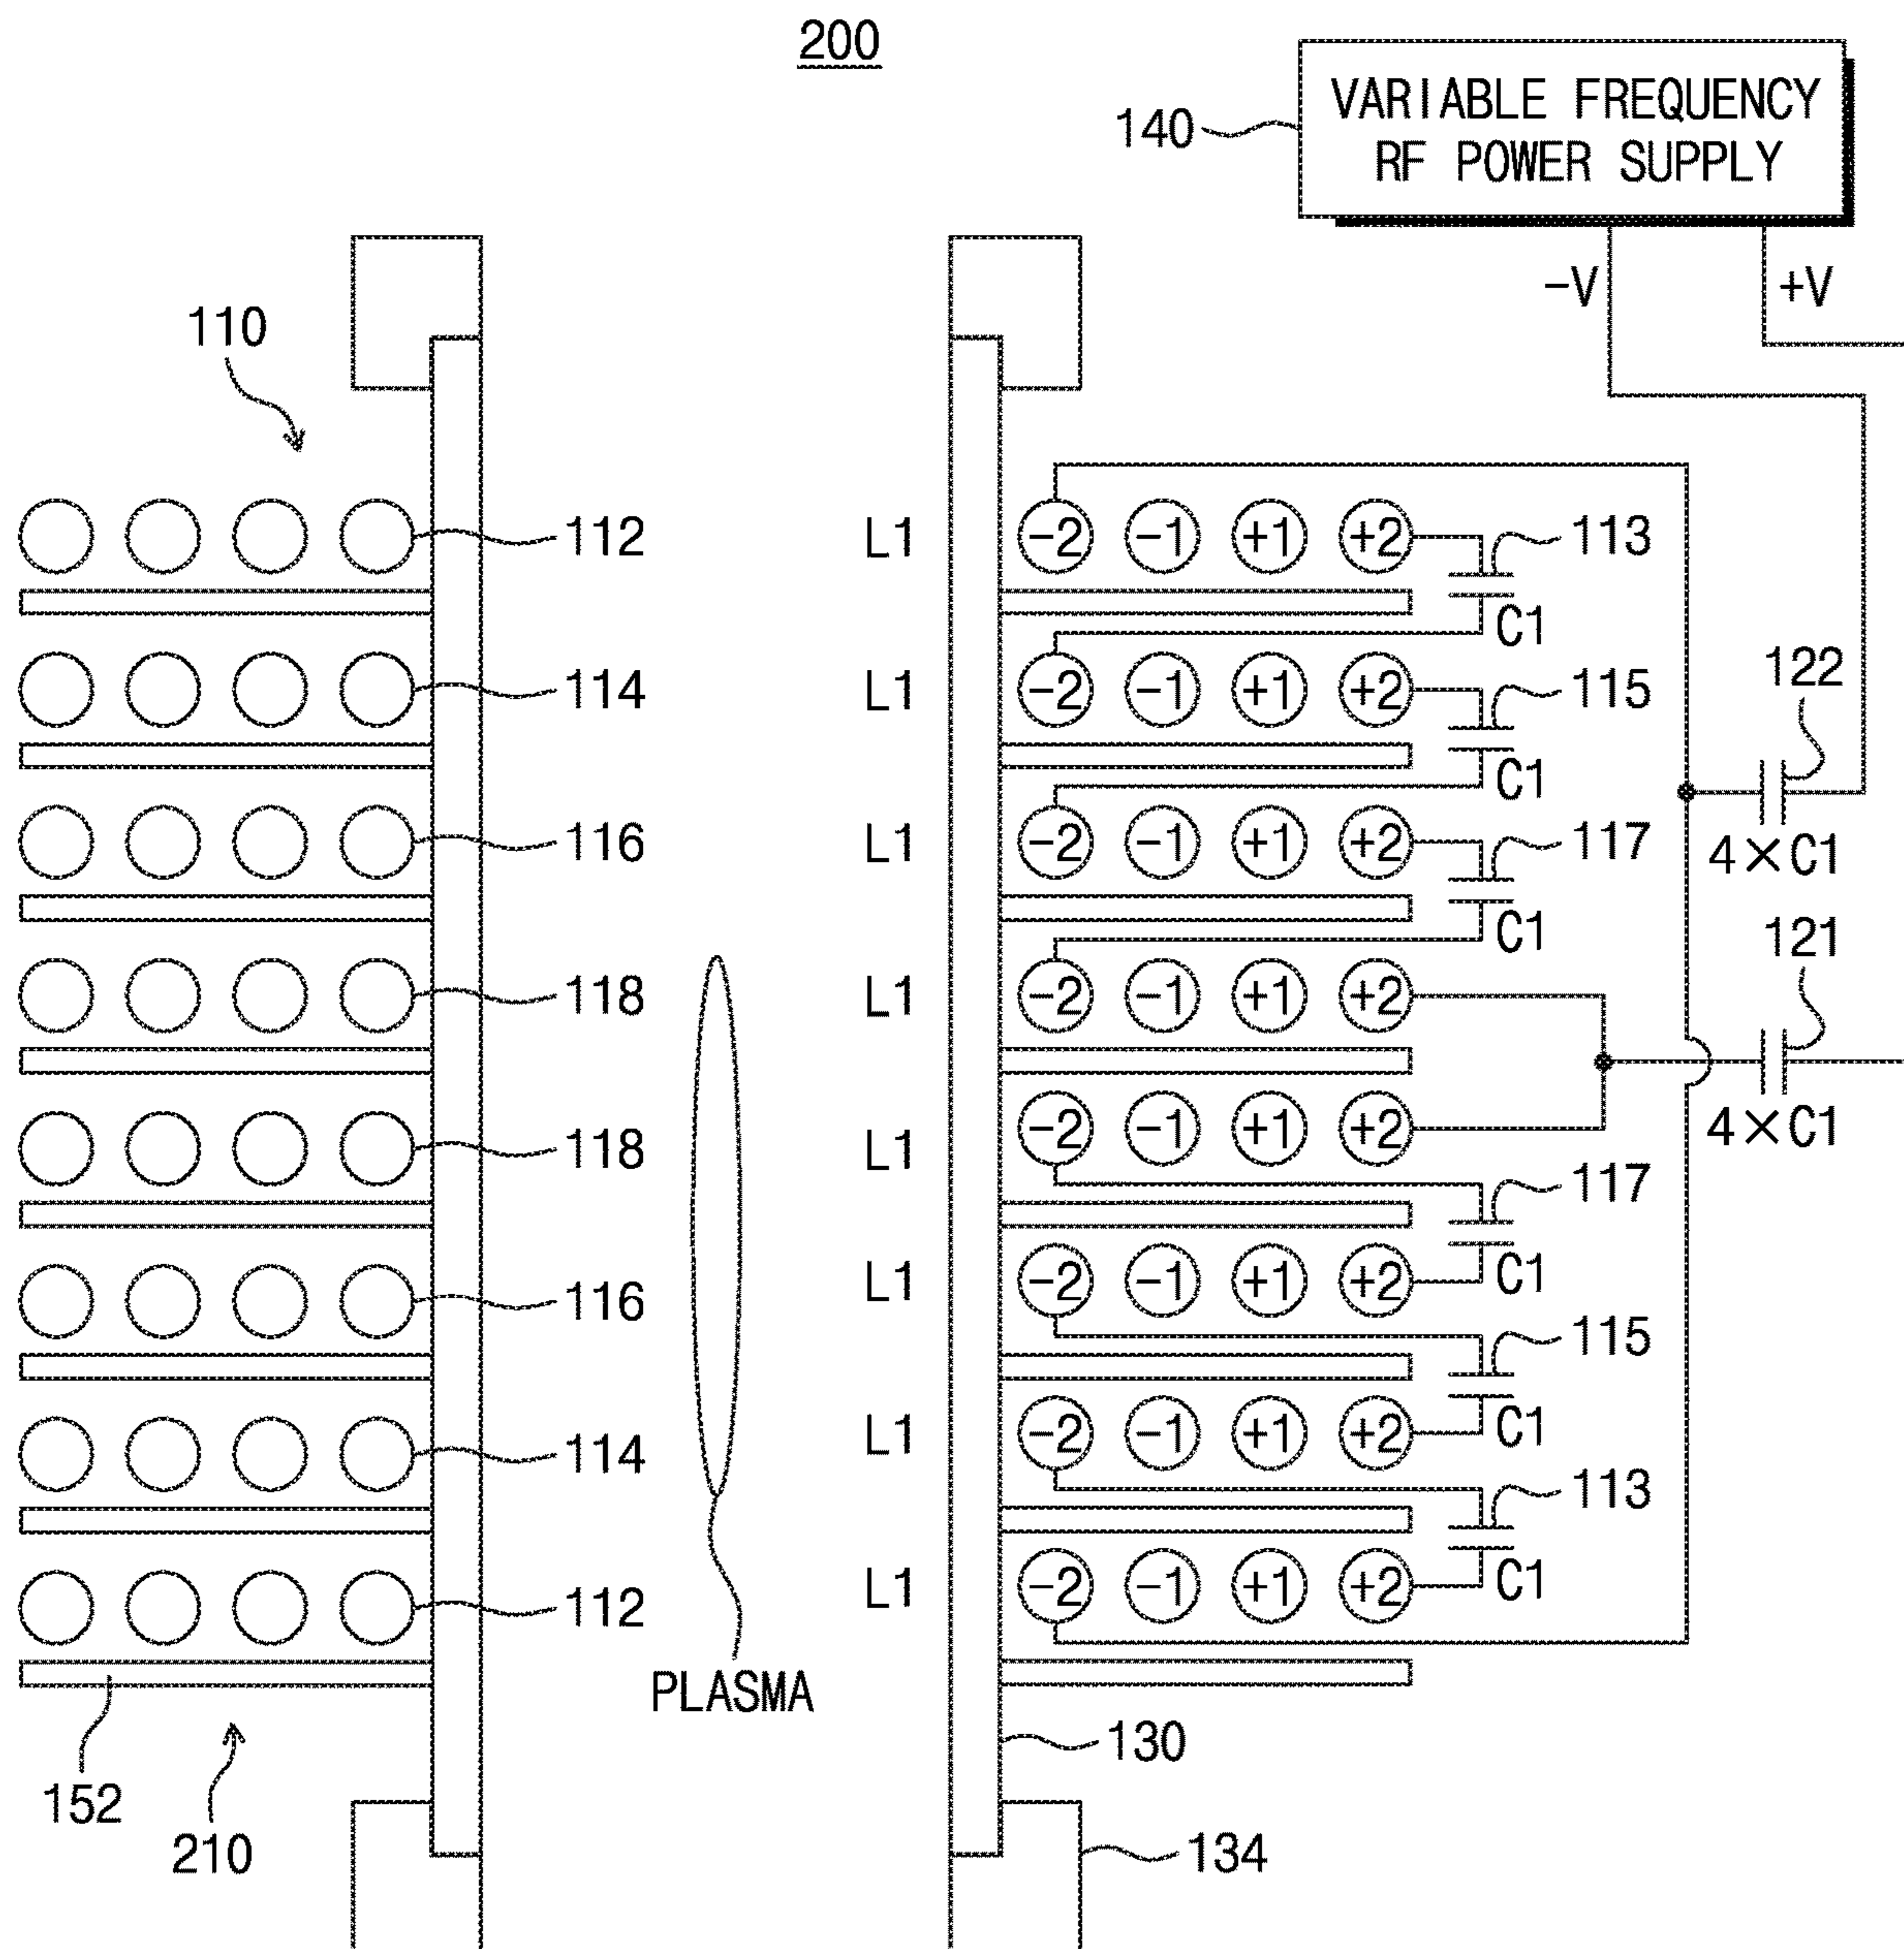 200
VARIABLE FREQUENCY
RF POWER SUPPLY
140
-V
+V
110
112
L1
-2 -1 +1 +2
113
C1
114
L1
-2 -1 +1 +2
115
C1
122
4×C1
116
L1
-2 -1 +1 +2
117
C1
121
4×C1
118
L1
-2 -1 +1 +2
118
L1
-2 -1 +1 +2
117
C1
116
L1
-2 -1 +1 +2
115
C1
114
L1
-2 -1 +1 +2
113
C1
112
L1
-2 -1 +1 +2
PLASMA
130
152
210
134